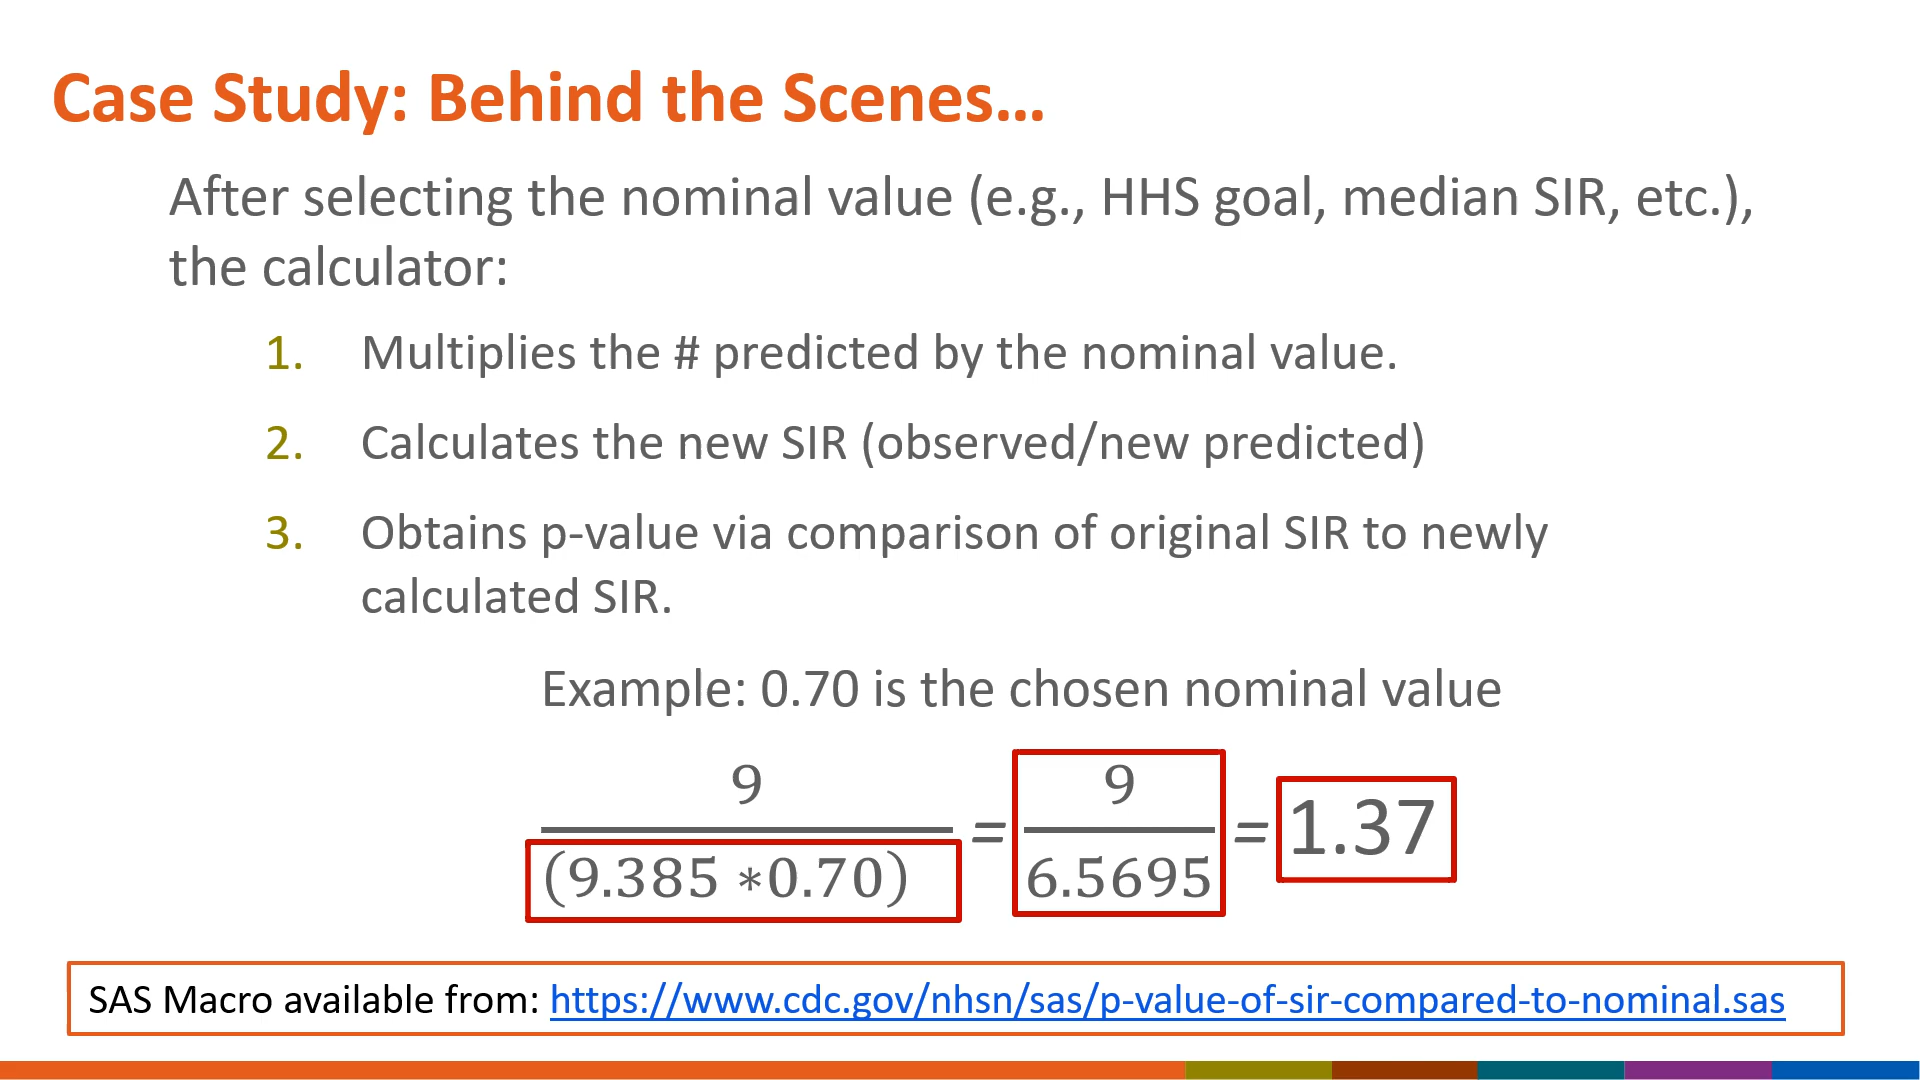 Case Study: Behind the Scenes…
After selecting the nominal value (e.g., HHS goal, median SIR, etc.),
the calculator:
1. Multiplies the # predicted by the nominal value.
2. Calculates the new SIR (observed/new predicted)
3. Obtains p-value via comparison of original SIR to newly
calculated SIR.
Example: 0.70 is the chosen nominal value
9
(9.385 *0.70)
=
9
6.5695
=
1.37
SAS Macro available from: https://www.cdc.gov/nhsn/sas/p-value-of-sir-compared-to-nominal.sas